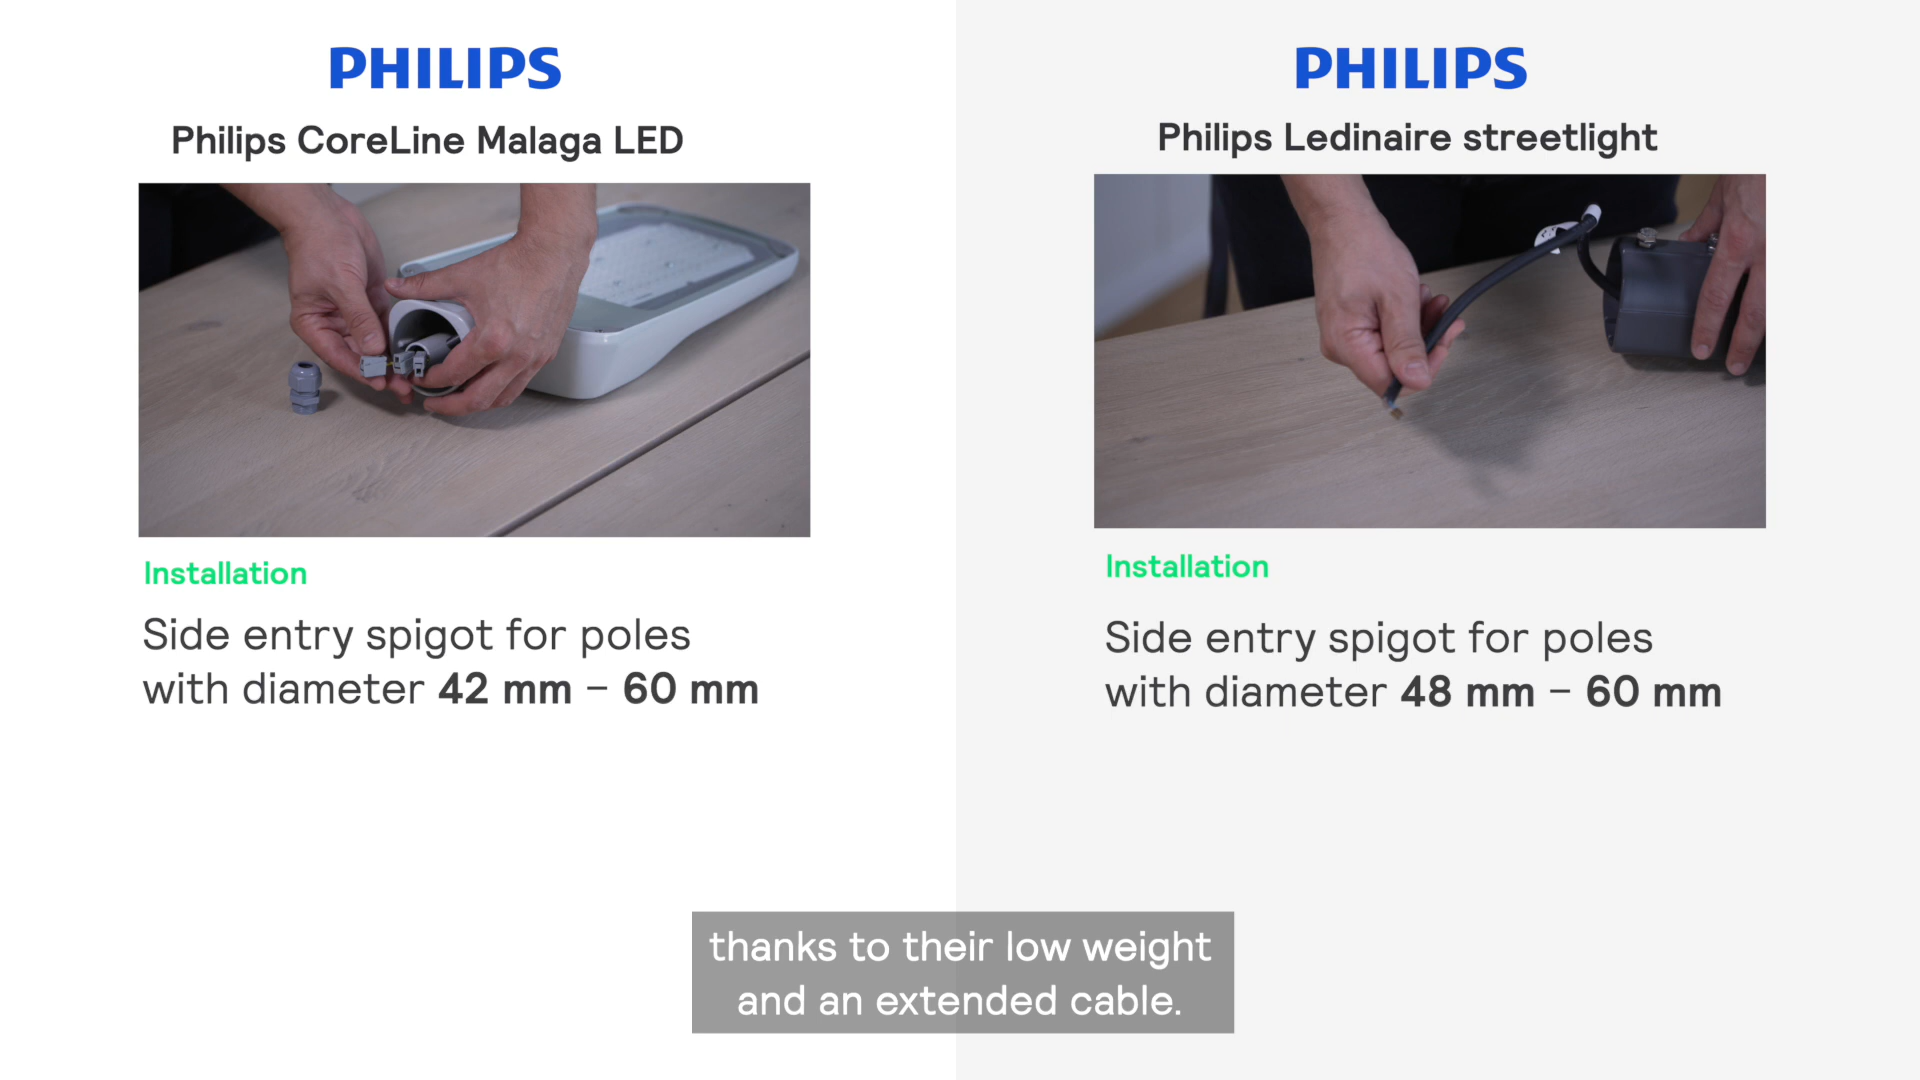 PHILIPS
Philips CoreLine Malaga LED
Installation
Side entry spigot for poles
with diameter 42 mm – 60 mm
PHILIPS
Philips Ledinaire streetlight
Installation
Side entry spigot for poles
with diameter 48 mm – 60 mm
thanks to their low weight
and an extended cable.